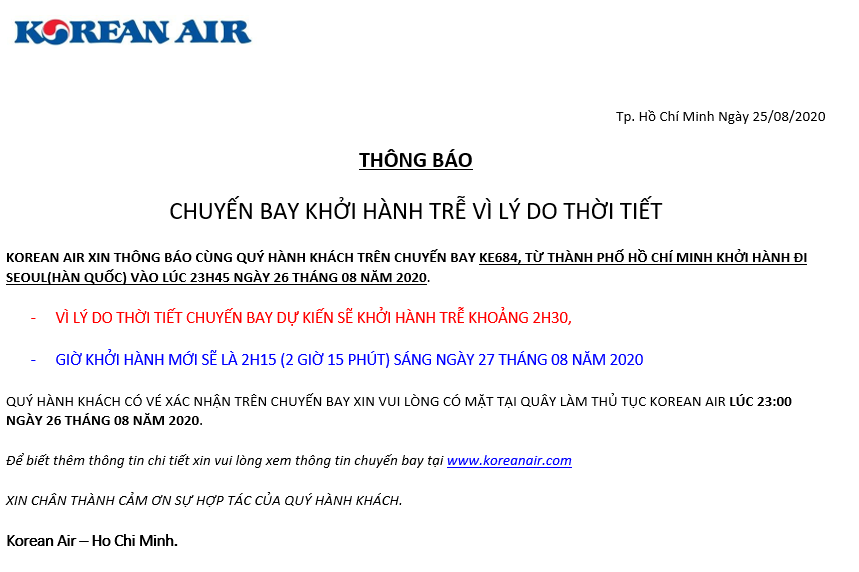 KOREAN AIR
Tp. Hồ Chí Minh Ngày 25/08/2020
THÔNG BÁO
CHUYẾN BAY KHỞI HÀNH TRỄ VÌ LÝ DO THỜI TIẾT
KOREAN AIR XIN THÔNG BÁO CÙNG QUÝ HÀNH KHÁCH TRÊN CHUYẾN BAY KE684, TỪ THÀNH PHỐ HỒ CHÍ MINH KHỞI HÀNH ĐI
SEOUL(HÀN QUỐC) VÀO LÚC 23H45 NGÀY 26 THÁNG 08 NĂM 2020.
- VÌ LÝ DO THỜI TIẾT CHUYẾN BAY DỰ KIẾN SẼ KHỞI HÀNH TRỄ KHOẢNG 2H30,
- GIỜ KHỞI HÀNH MỚI SẼ LÀ 2H15 (2 GIỜ 15 PHÚT) SÁNG NGÀY 27 THÁNG 08 NĂM 2020
QUÝ HÀNH KHÁCH CÓ VÉ XÁC NHẬN TRÊN CHUYẾN BAY XIN VUI LÒNG CÓ MẶT TẠI QUẦY LÀM THỦ TỤC KOREAN AIR LÚC 23:00
NGÀY 26 THÁNG 08 NĂM 2020.
Để biết thêm thông tin chi tiết xin vui lòng xem thông tin chuyến bay tại www.koreanair.com
XIN CHÂN THÀNH CẢM ƠN SỰ HỢP TÁC CỦA QUÝ HÀNH KHÁCH.
Korean Air – Ho Chi Minh.